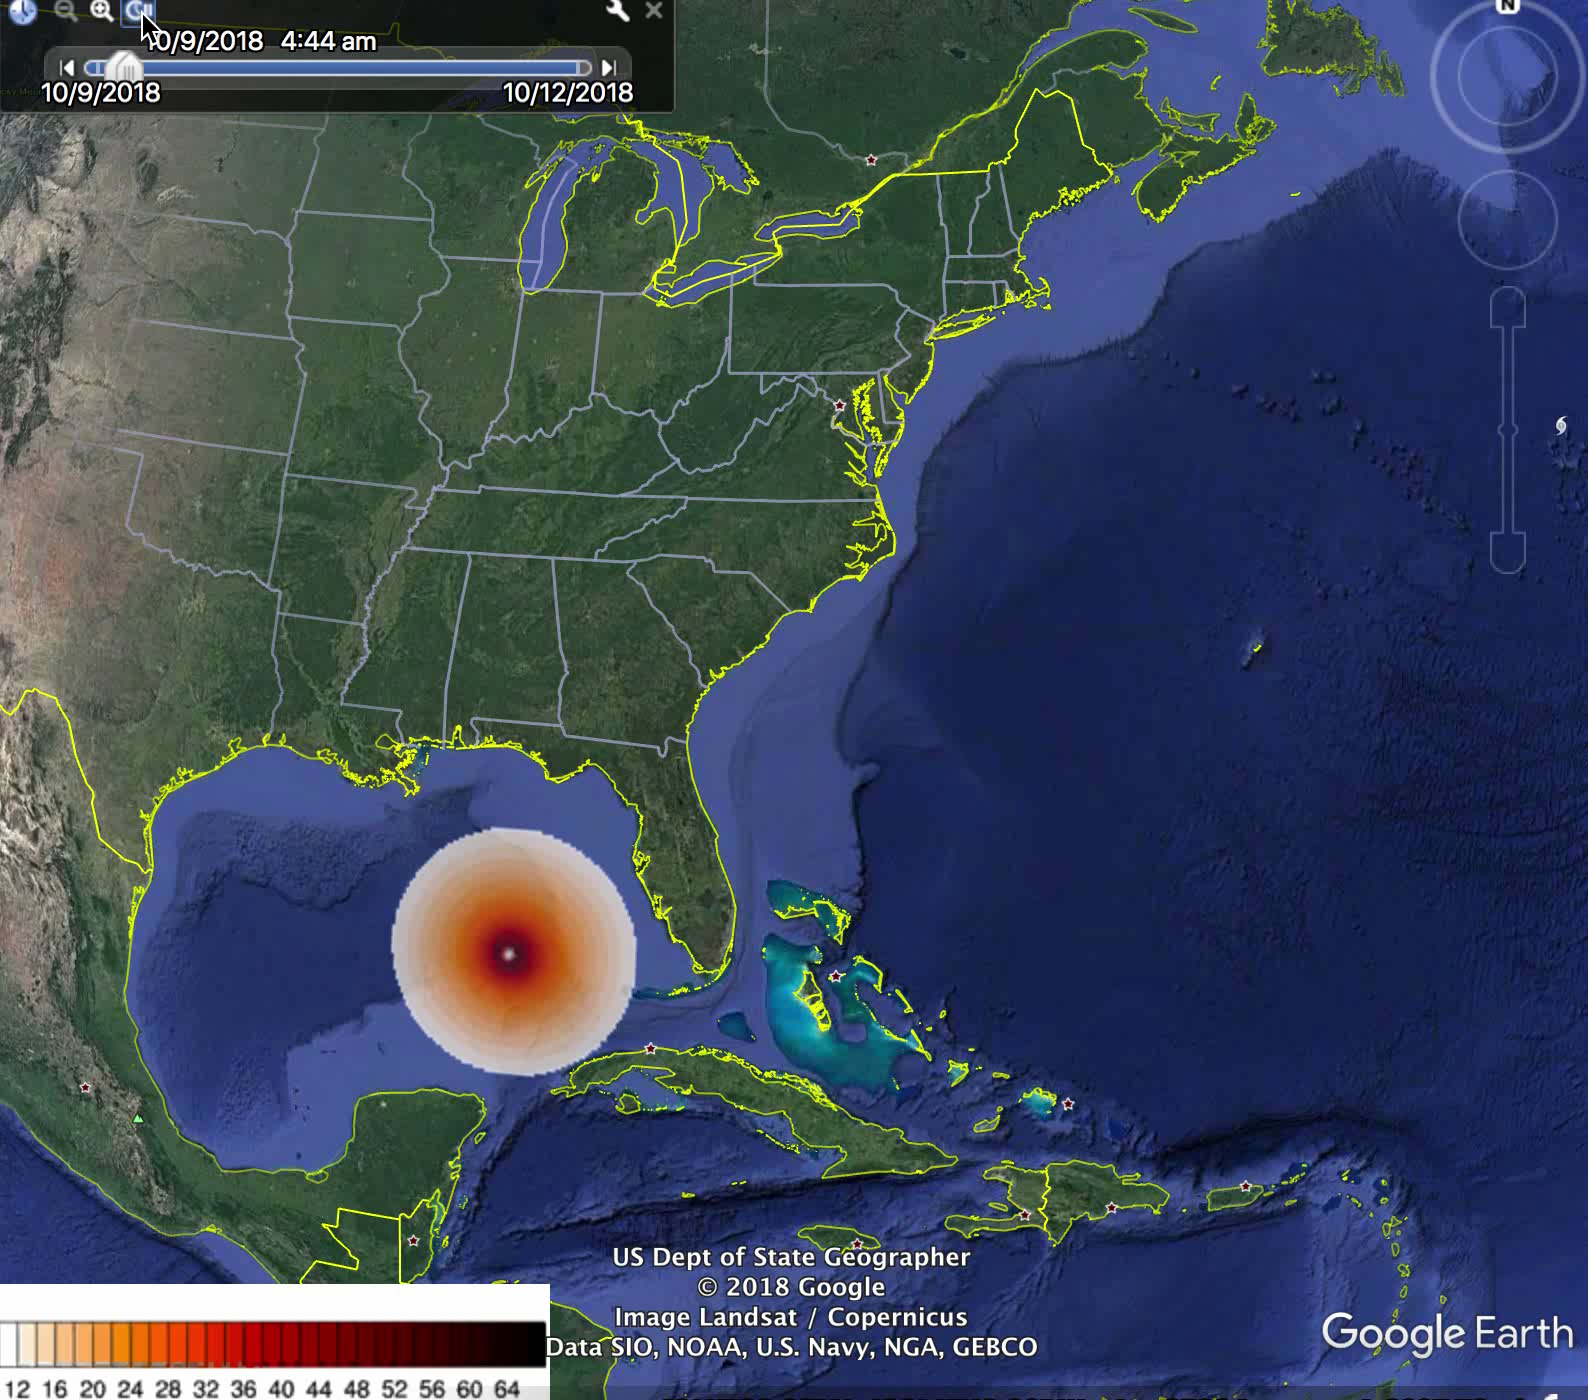 10/9/2018 4:44 am
10/9/2018 10/12/2018
N
US Dept of State Geographer
© 2018 Google
Image Landsat / Copernicus
Data SIO, NOAA, U.S. Navy, NGA, GEBCO
Google Earth
12 16 20 24 28 32 36 40 44 48 52 56 60 64